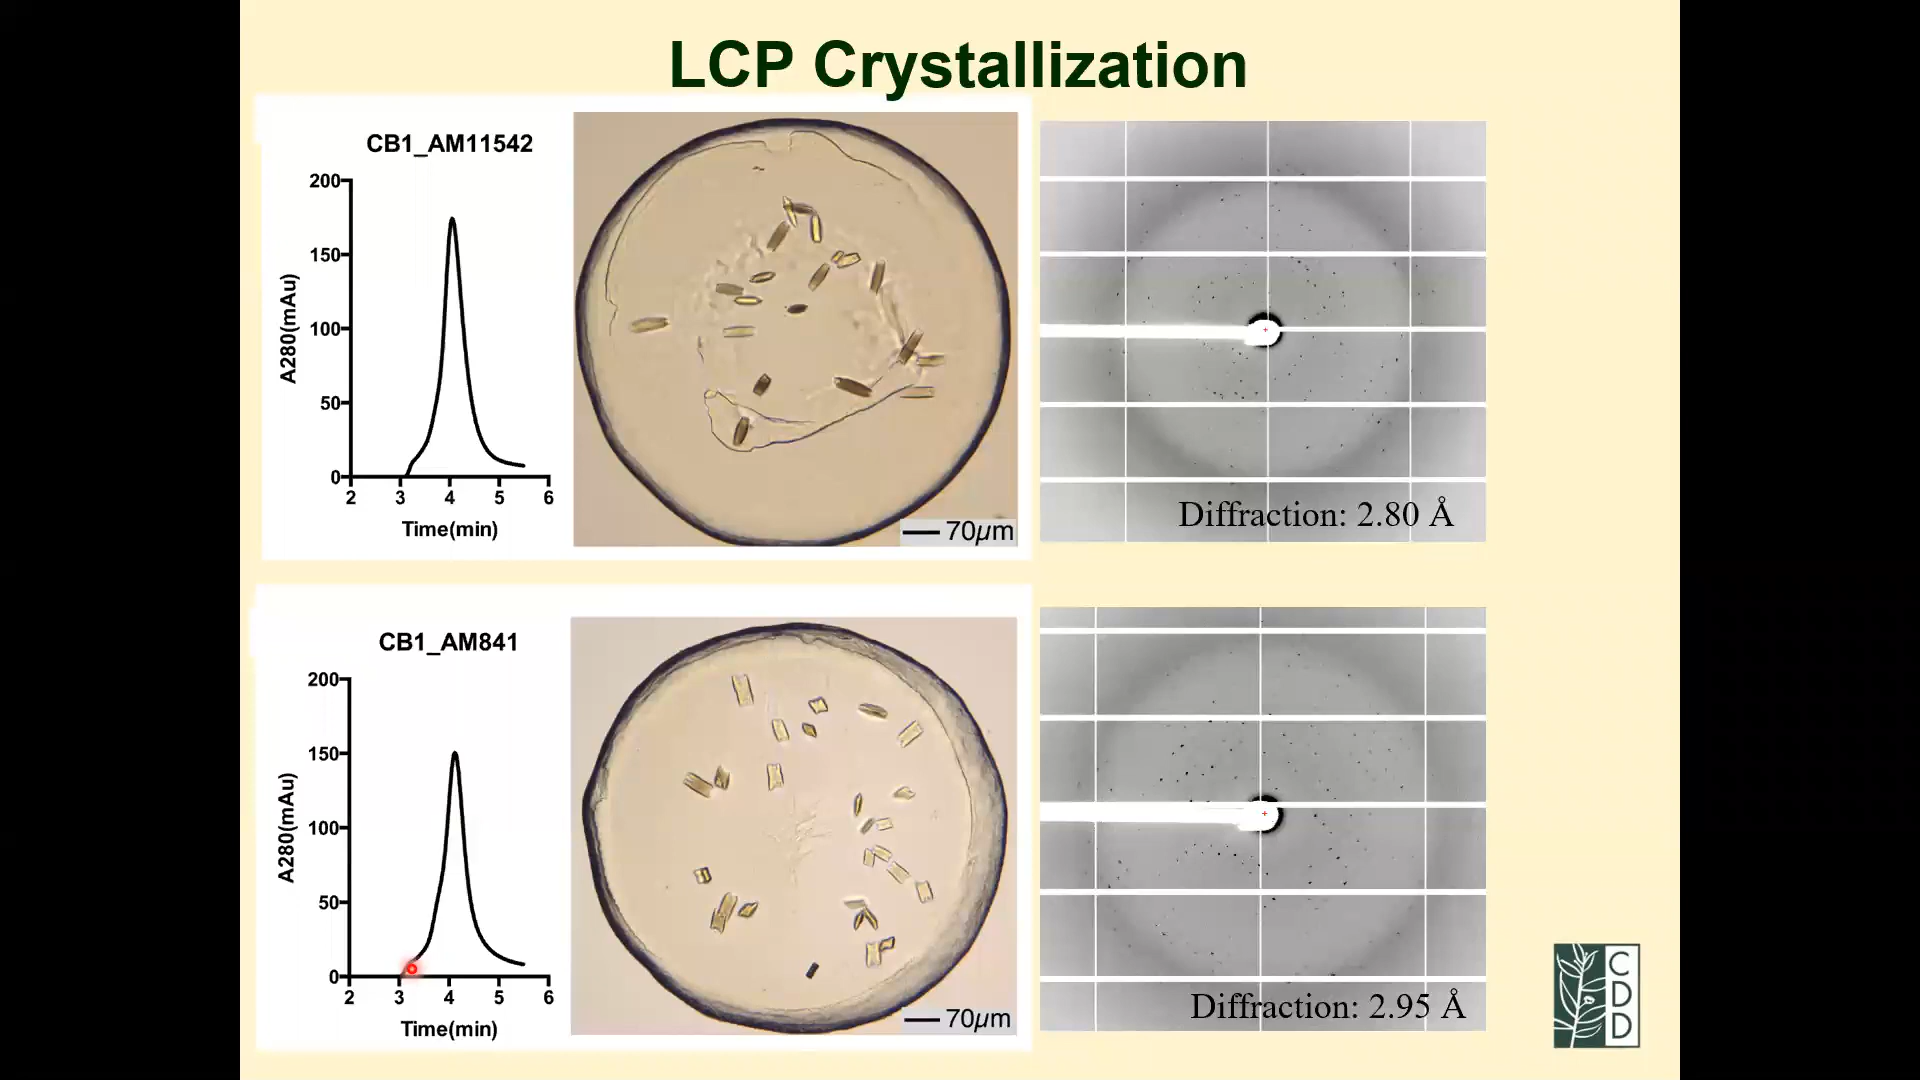 LCP Crystallization
CB1_AM11542
200
150
100
50
0
2 3 4 5 6
A280(mAu)
Time(min)
70µm
Diffraction: 2.80 Å
CB1_AM841
200
150
100
50
0
2 3 4 5 6
A280(mAu)
Time(min)
70µm
Diffraction: 2.95 Å
C
D
D